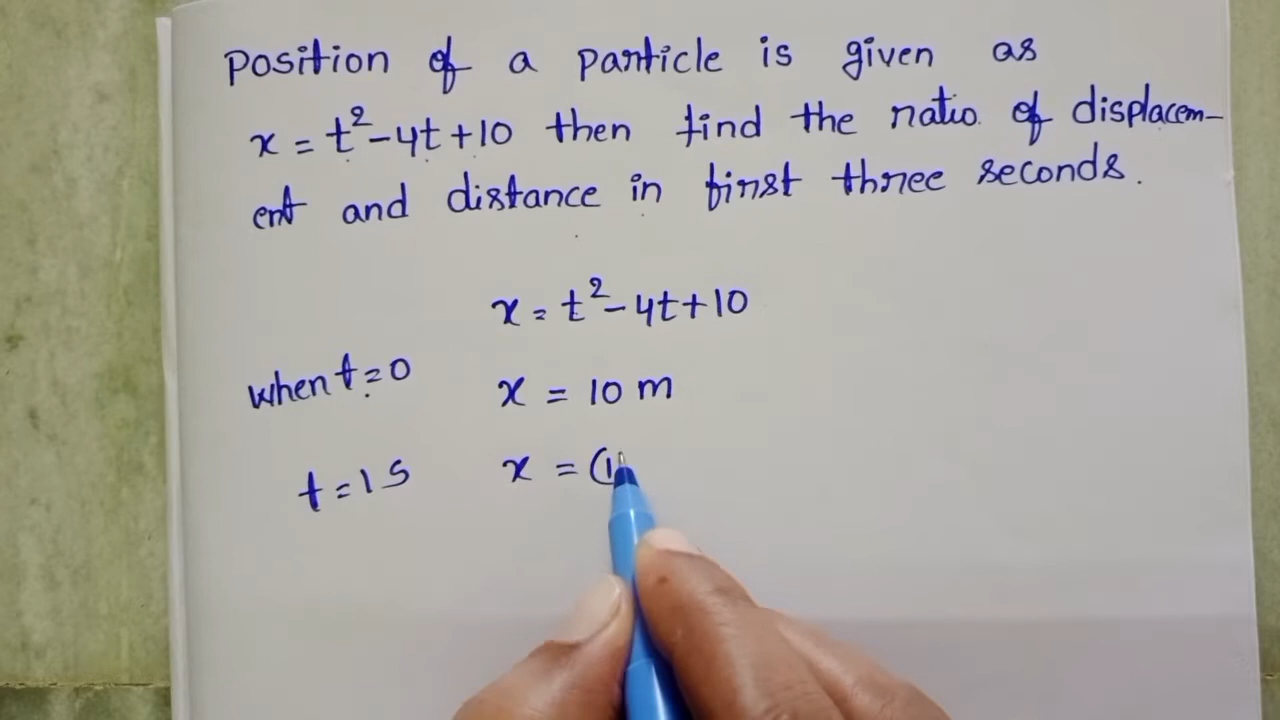 Position of a particle is given as
x = t² - 4t + 10 then find the ratio of displacem-
ent and distance in first three seconds.
x = t² - 4t + 10
when t = 0 x = 10 m
t = 1 S x = (1